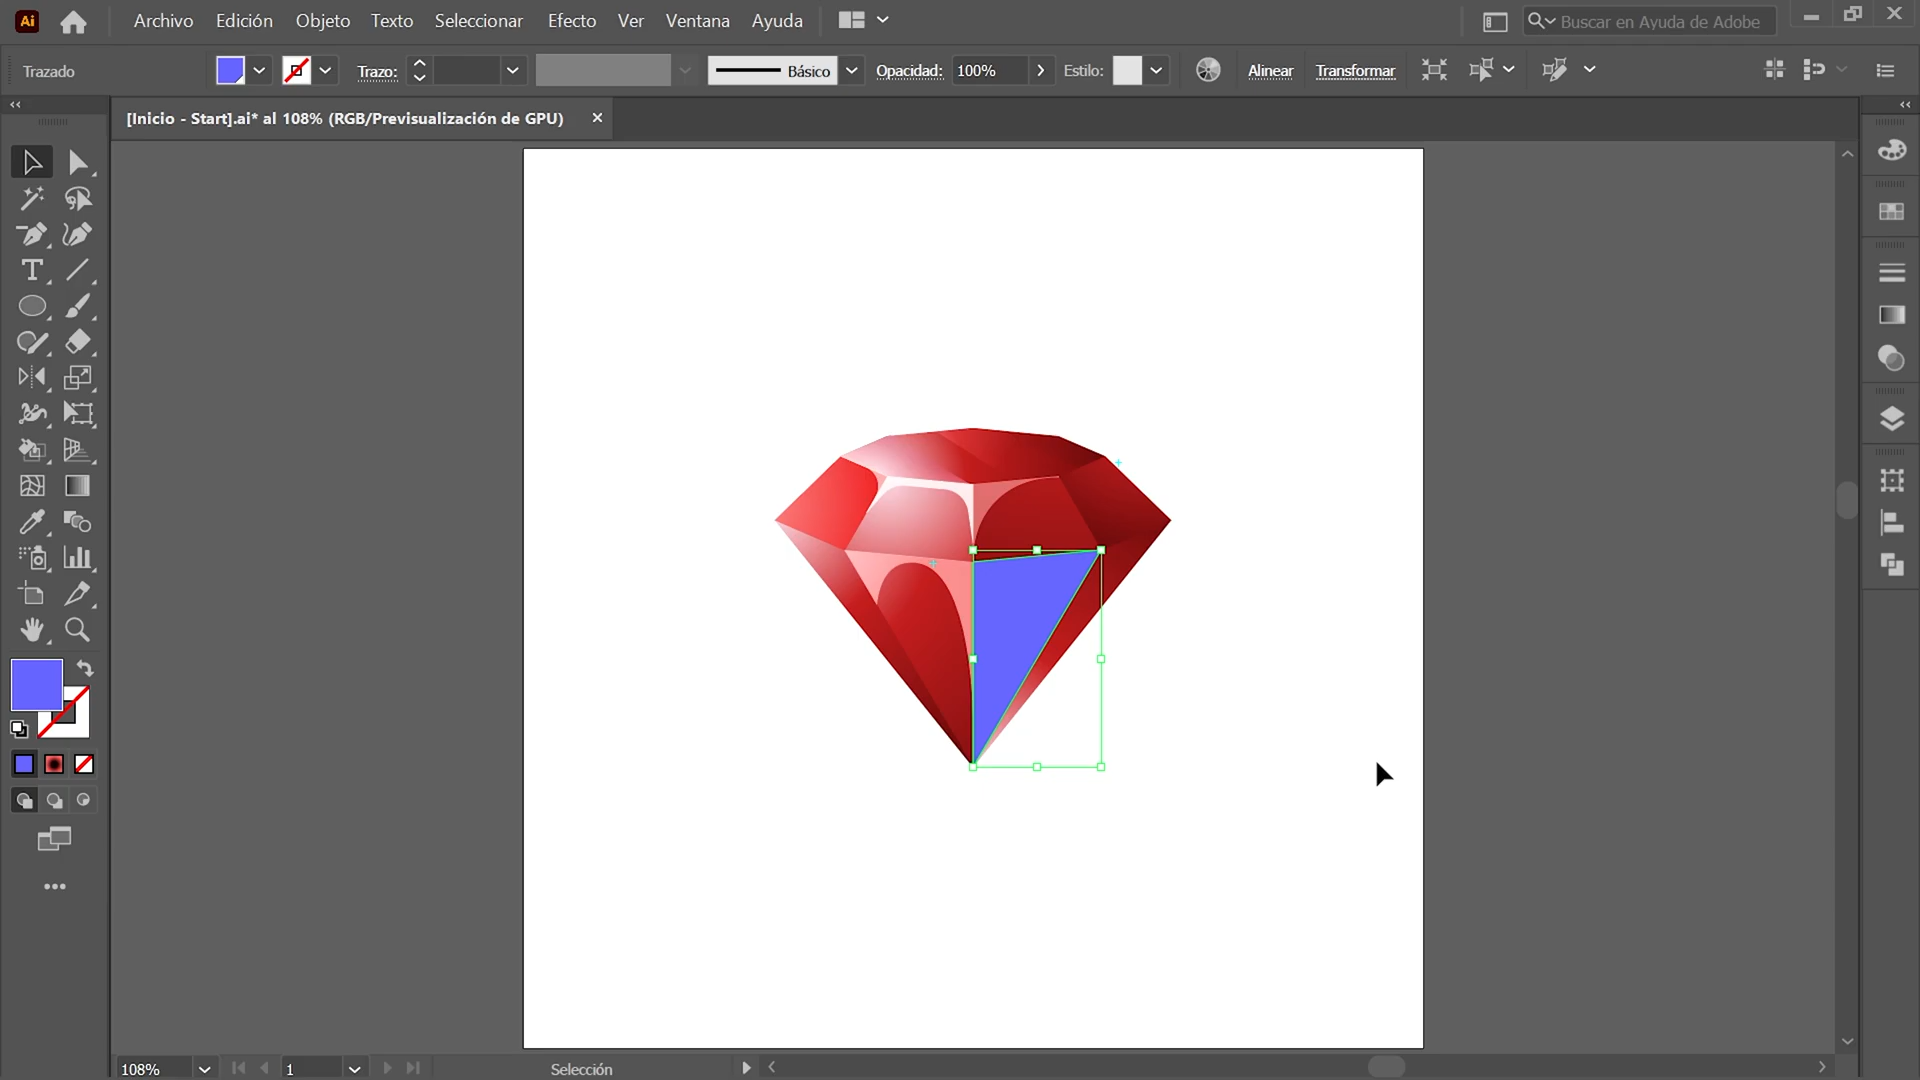 Ai Archivo Edición Objeto Texto Seleccionar Efecto Ver Ventana Ayuda Buscar en Ayuda de Adobe
Trazado Trazo: Básico Opacidad: 100% Estilo: Alinear Transformar
[Inicio - Start].ai* al 108% (RGB/Previsualización de GPU)
108% 1 Selección